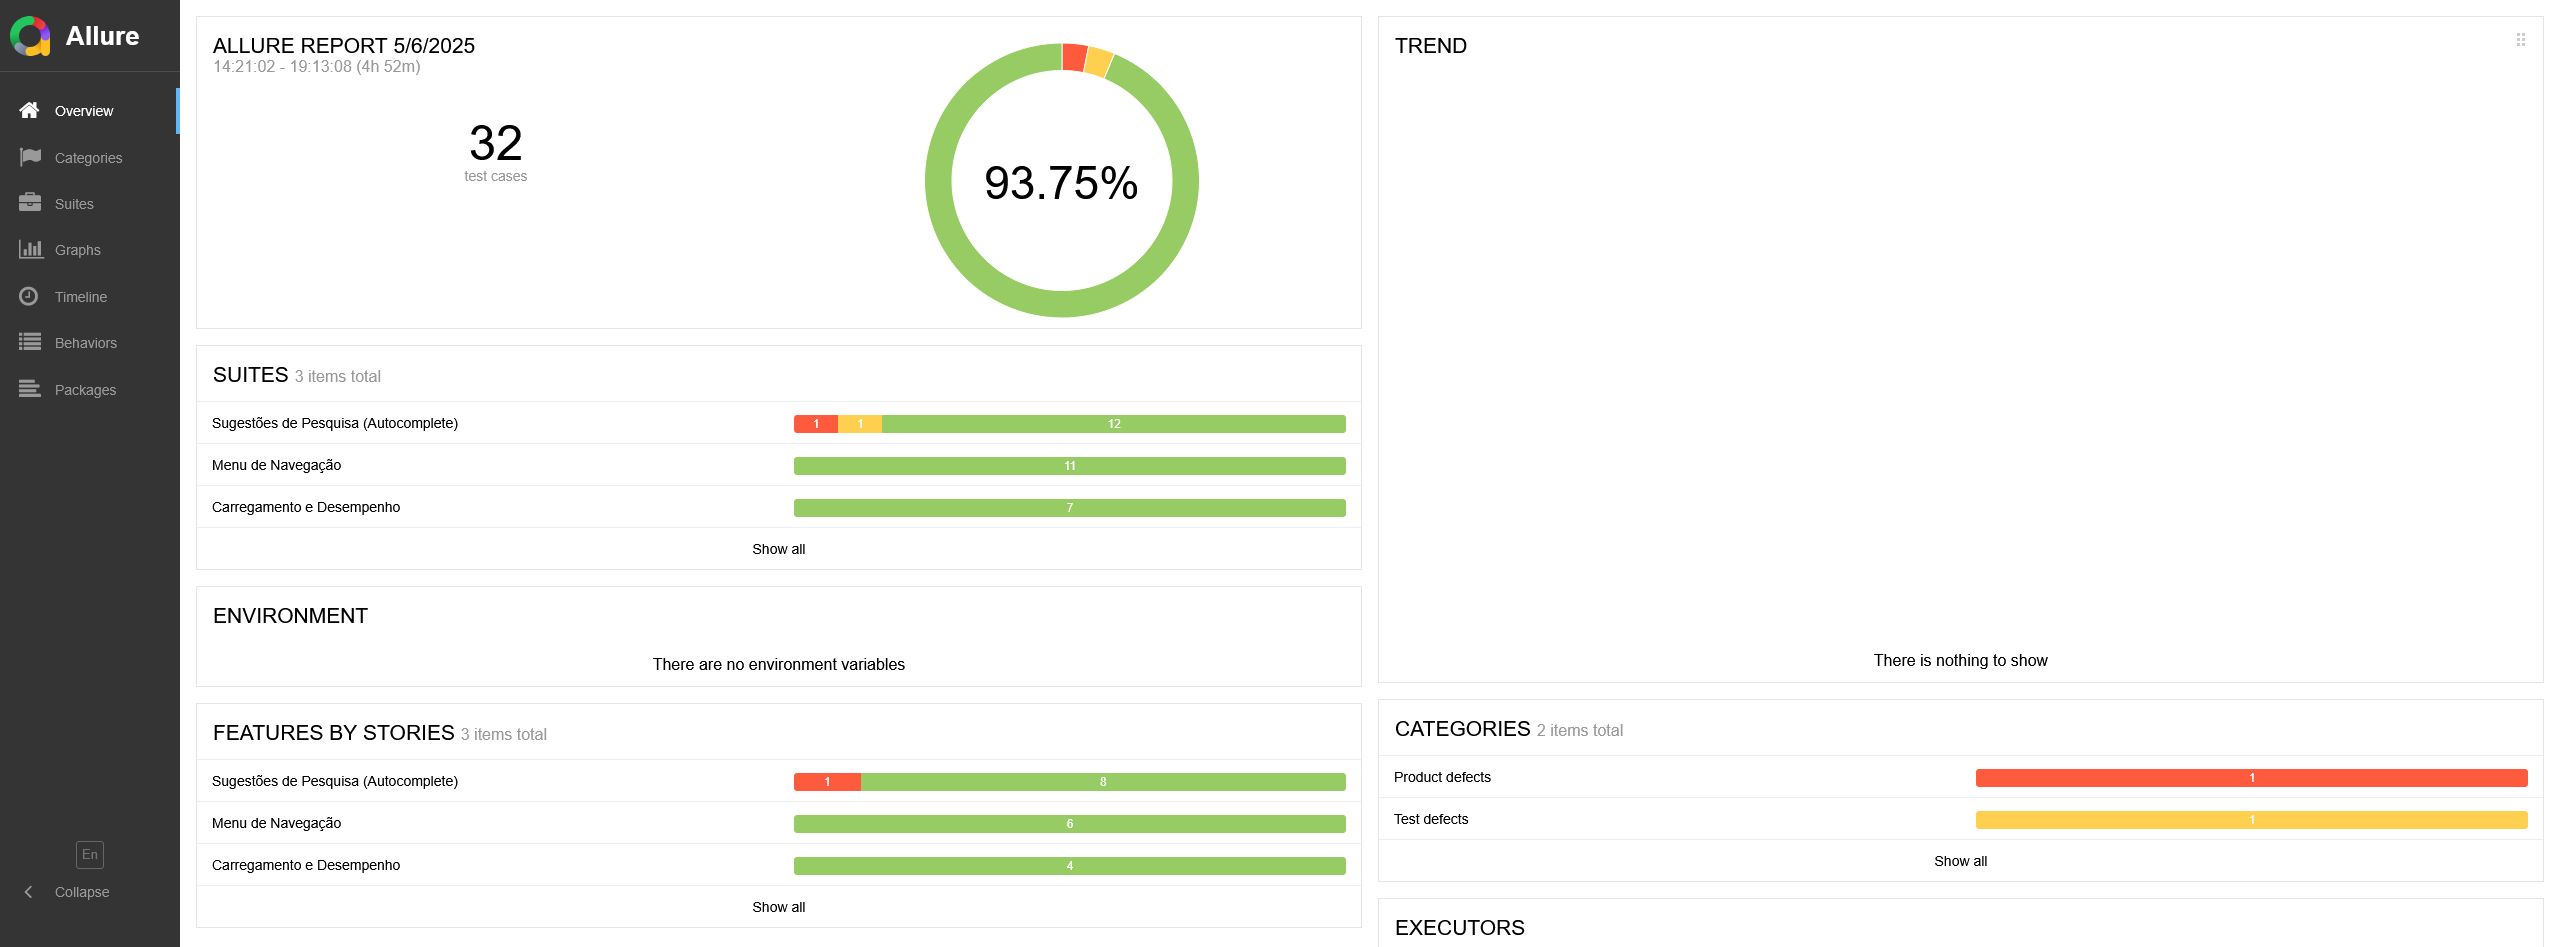 Allure
Overview
Categories
Suites
Graphs
Timeline
Behaviors
Packages
En
Collapse
ALLURE REPORT 5/6/2025
14:21:02 - 19:13:08 (4h 52m)
32
test cases
93.75%
SUITES 3 items total
Sugestões de Pesquisa (Autocomplete) 1 1 12
Menu de Navegação 11
Carregamento e Desempenho 7
Show all
ENVIRONMENT
There are no environment variables
FEATURES BY STORIES 3 items total
Sugestões de Pesquisa (Autocomplete) 1 8
Menu de Navegação 6
Carregamento e Desempenho 4
Show all
TREND
There is nothing to show
CATEGORIES 2 items total
Product defects 1
Test defects 1
Show all
EXECUTORS